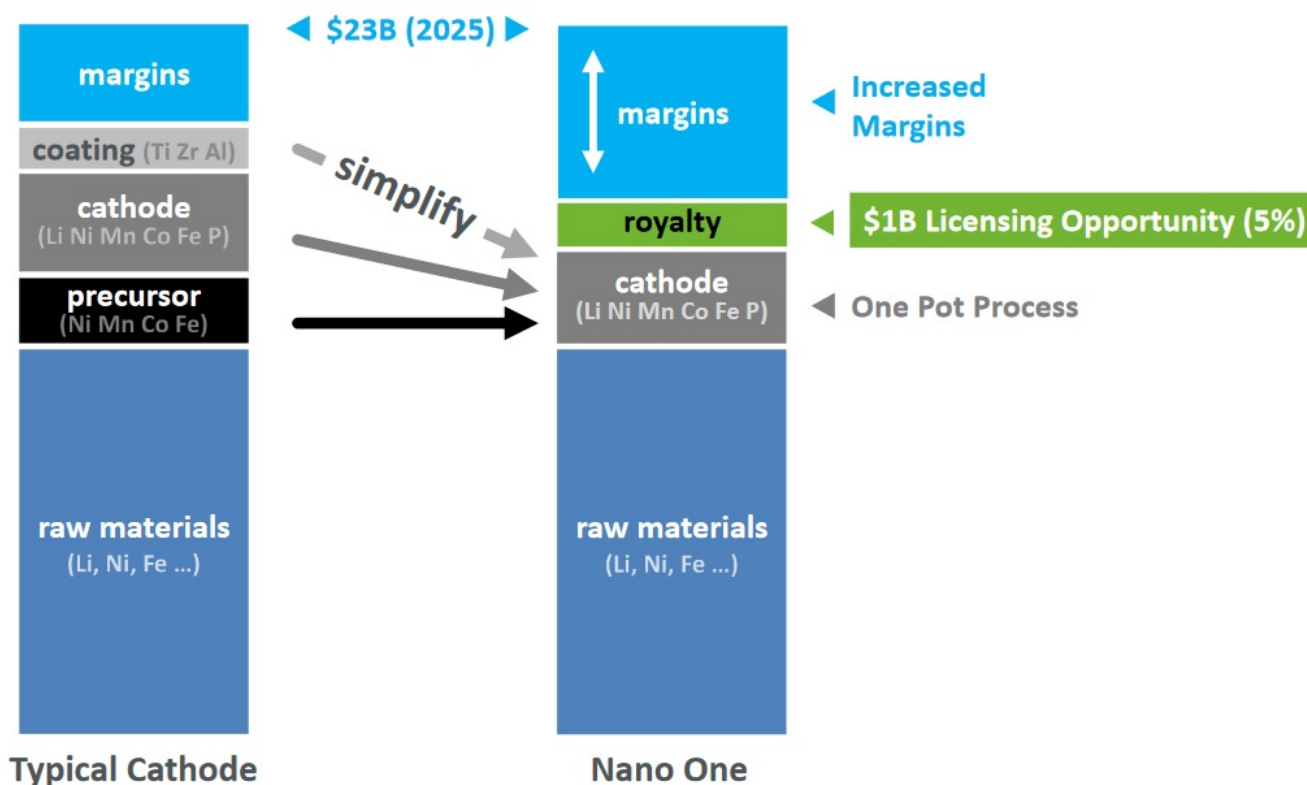 $23B (2025)
margins
coating (Ti Zr Al)
cathode
(Li Ni Mn Co Fe P)
precursor
(Ni Mn Co Fe)
raw materials
(Li, Ni, Fe ...)
Typical Cathode
simplify
margins
royalty
cathode
(Li Ni Mn Co Fe P)
raw materials
(Li, Ni, Fe ...)
Nano One
Increased
Margins
$1B Licensing Opportunity (5%)
One Pot Process